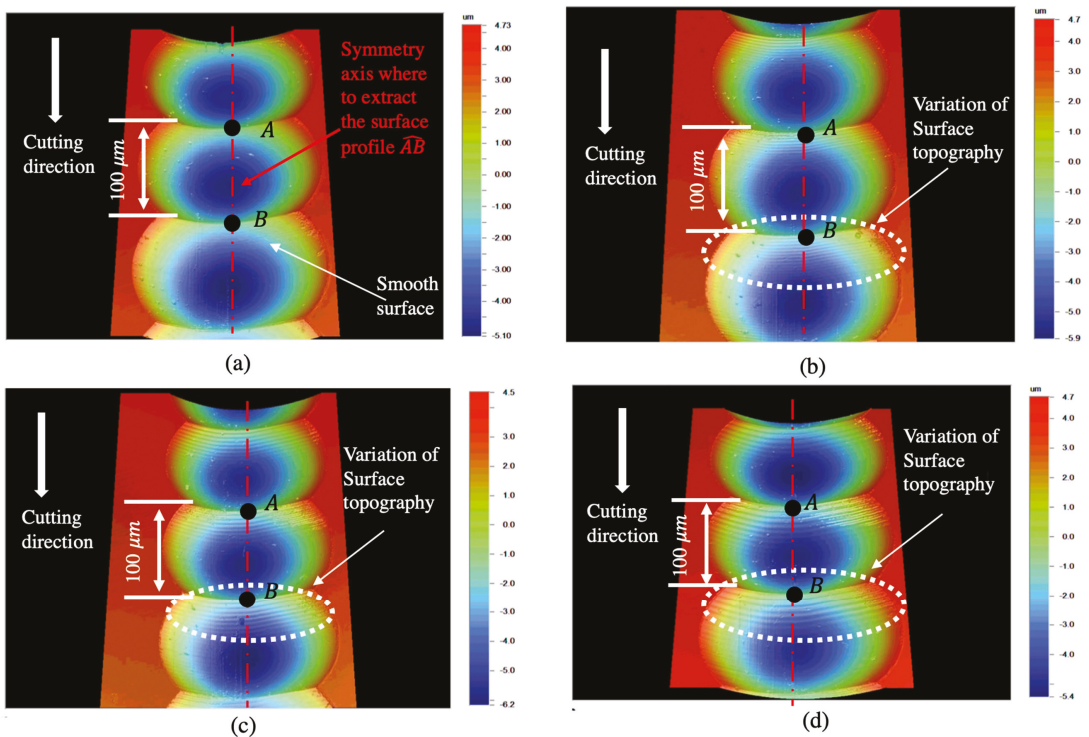 um
4.73
4.00
3.00
2.00
1.00
0.00
-1.00
-2.00
-3.00
-4.00
-5.10
Cutting
direction
100 μm
Symmetry
axis where
to extract
the surface
profile AB
A
B
Smooth
surface
(a)
um
4.7
4.0
3.0
2.0
1.0
0.0
-1.0
-2.0
-3.0
-4.0
-5.9
Cutting
direction
100 μm
A
B
Variation of
Surface
topography
(b)
4.5
3.0
2.0
1.0
0.0
-1.0
-2.0
-3.0
-4.0
-5.0
-6.2
Cutting
direction
100 μm
A
B
Variation of
Surface
topography
(c)
um
4.7
4.0
3.0
2.0
1.0
0.0
-1.0
-2.0
-4.0
-5.4
Cutting
direction
100 μm
A
B
Variation of
Surface
topography
(d)